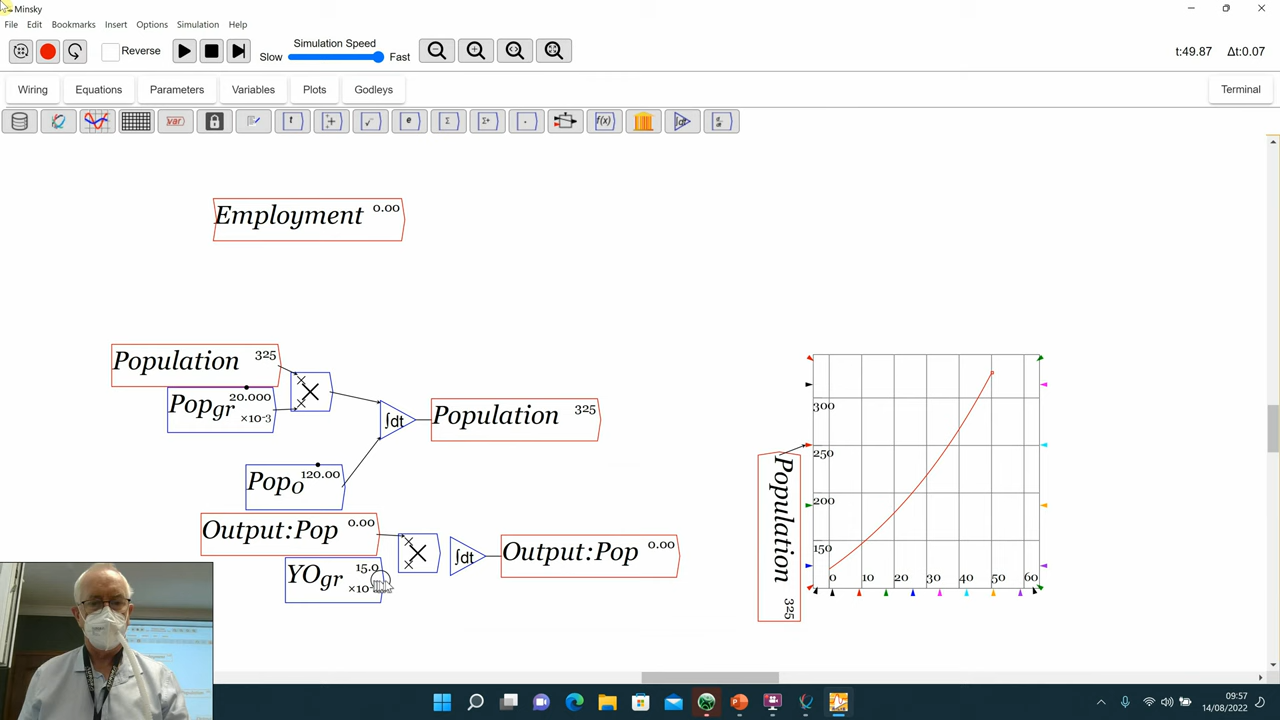 Minsky
File Edit Bookmarks Insert Options Simulation Help
Reverse
Simulation Speed
Slow Fast
t:49.87 Δt:0.07
Wiring Equations Parameters Variables Plots Godleys Terminal
var t √ e Σ Σ+ . f(x) ∫dt
Employment 0.00
Population 325
Popgr 20.000 ×10-3
×
∫dt
Population 325
Pop0 120.00
Output:Pop 0.00
YOgr 15.0
×
∫dt
Output:Pop 0.00
Population 325
300
250
200
150
0 10 20 30 40 50 60
09:57
14/08/2022